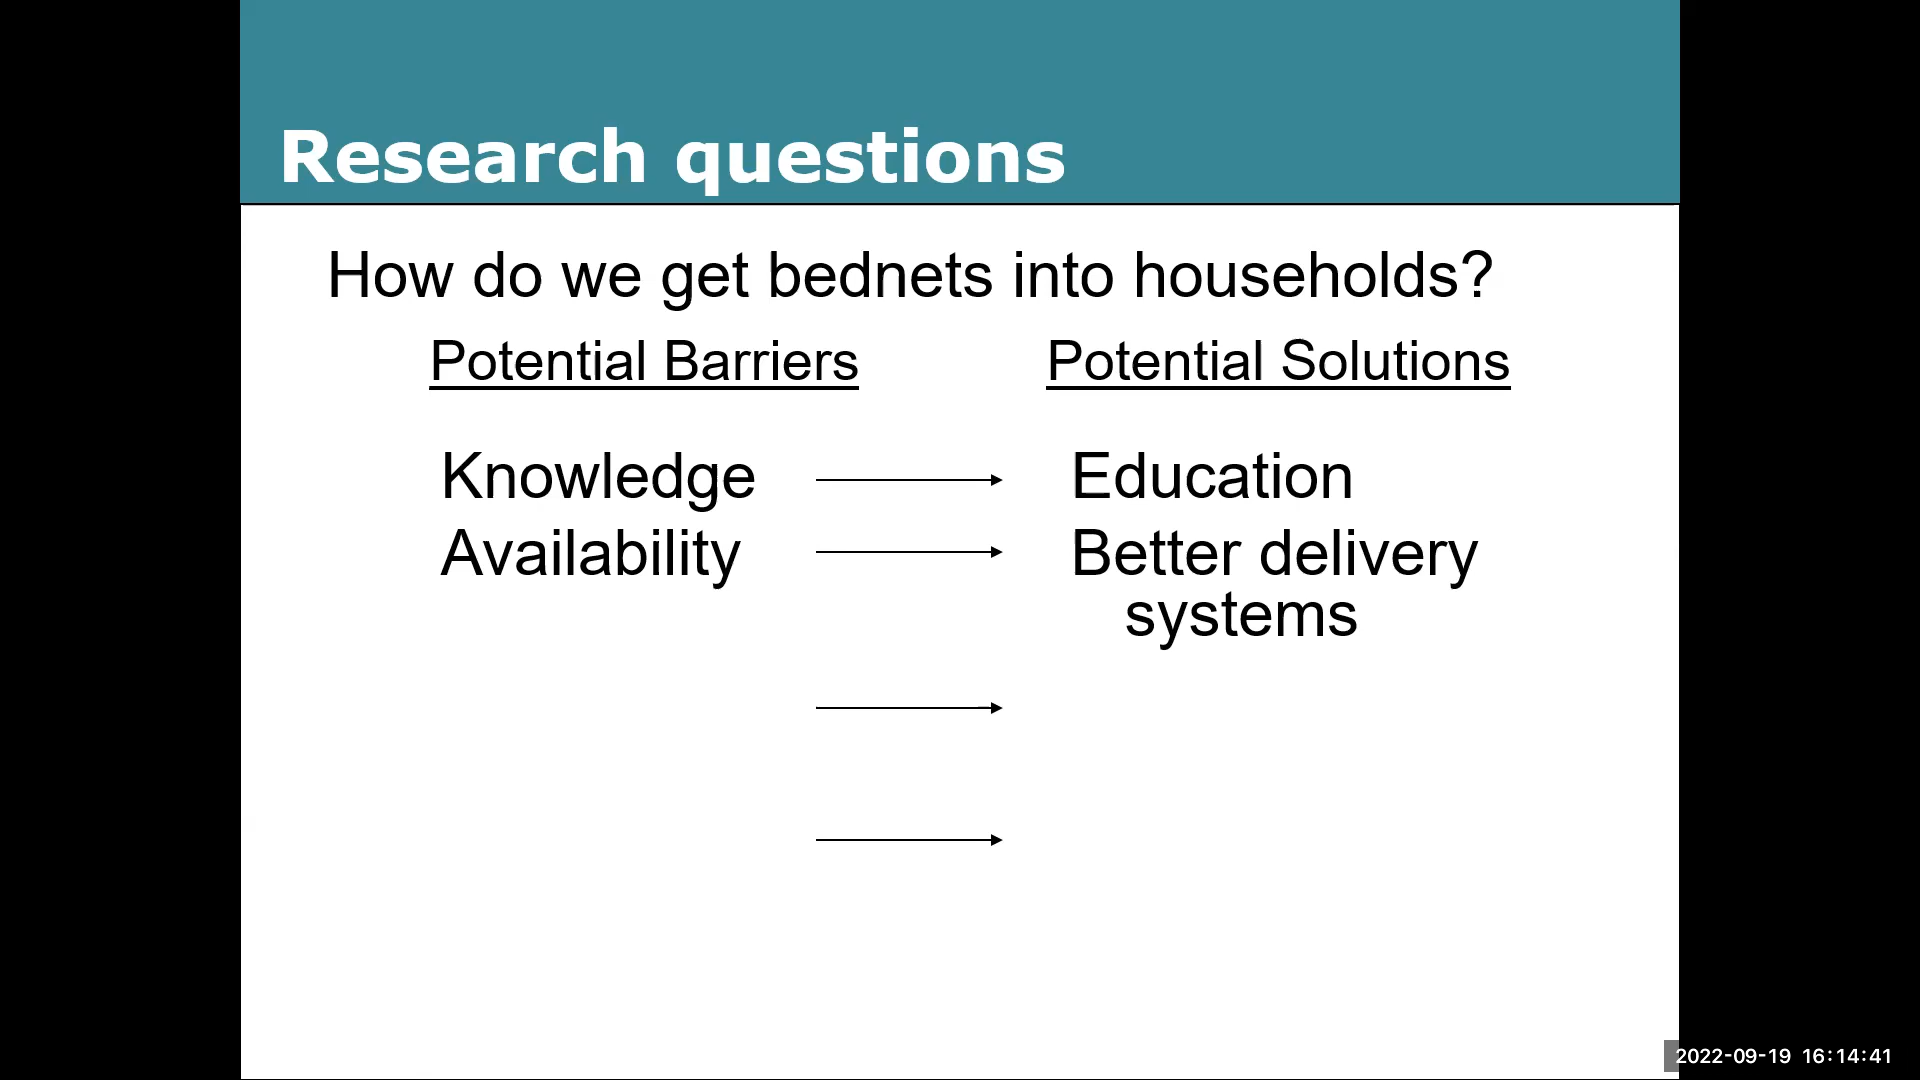 Research questions
How do we get bednets into households?
Potential Barriers
Potential Solutions
Knowledge
Education
Availability
Better delivery
systems
2022-09-19 16:14:41